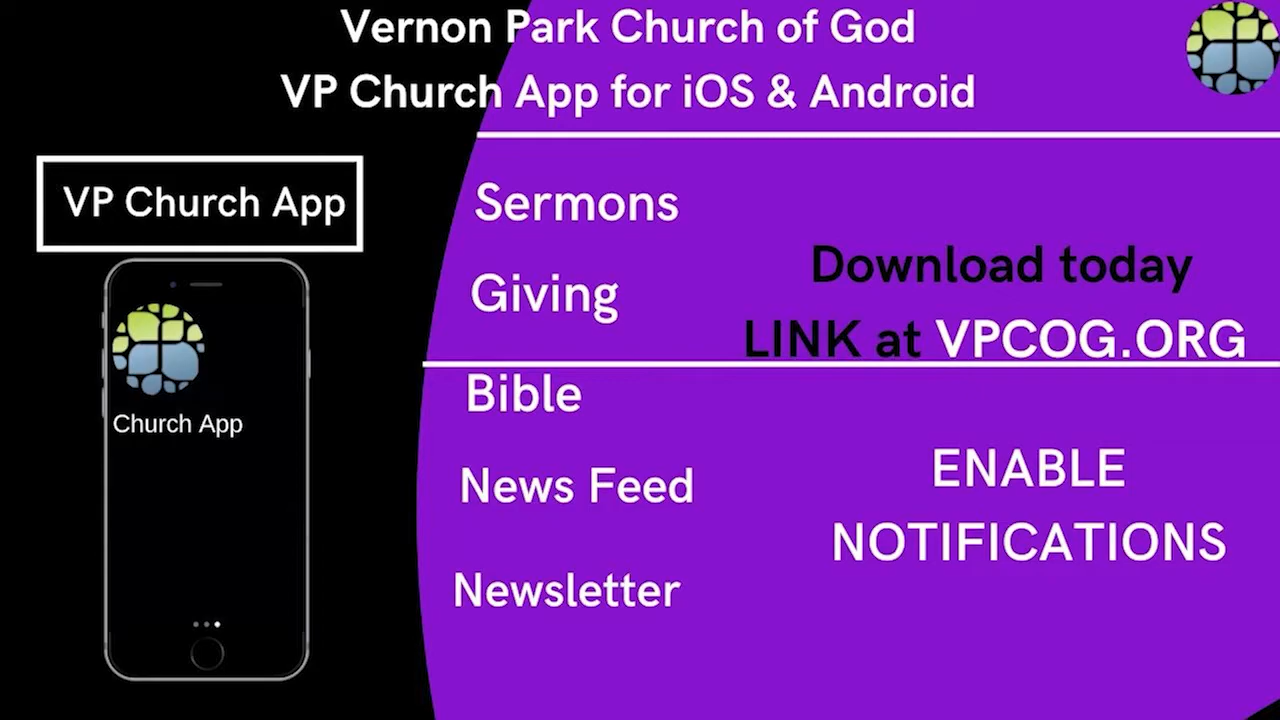 Vernon Park Church of God
VP Church App for iOS & Android
VP Church App
Church App
Sermons
Giving
Bible
News Feed
Newsletter
Download today
LINK at VPCOG.ORG
ENABLE
NOTIFICATIONS